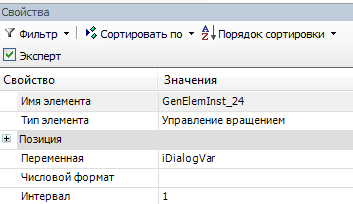 Свойства
Фильтр Сортировать по Порядок сортировки
Эксперт
Свойство Значения
Имя элемента GenElemInst_24
Тип элемента Управление вращением
Позиция
Переменная iDialogVar
Числовой формат
Интервал 1